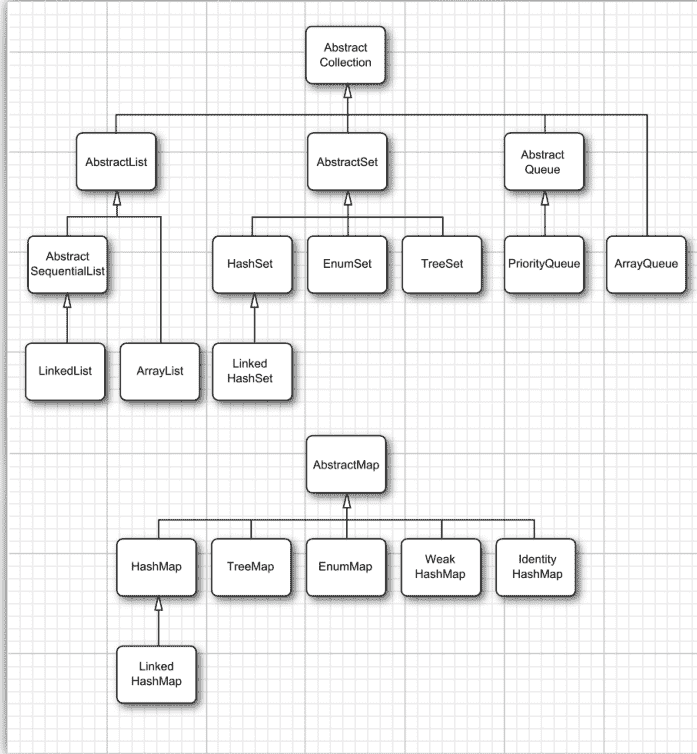 Abstract
Collection
AbstractList
AbstractSet
Abstract
Queue
Abstract
SequentialList
HashSet
EnumSet
TreeSet
PriorityQueue
ArrayQueue
LinkedList
ArrayList
Linked
HashSet
AbstractMap
HashMap
TreeMap
EnumMap
Weak
HashMap
Identity
HashMap
Linked
HashMap